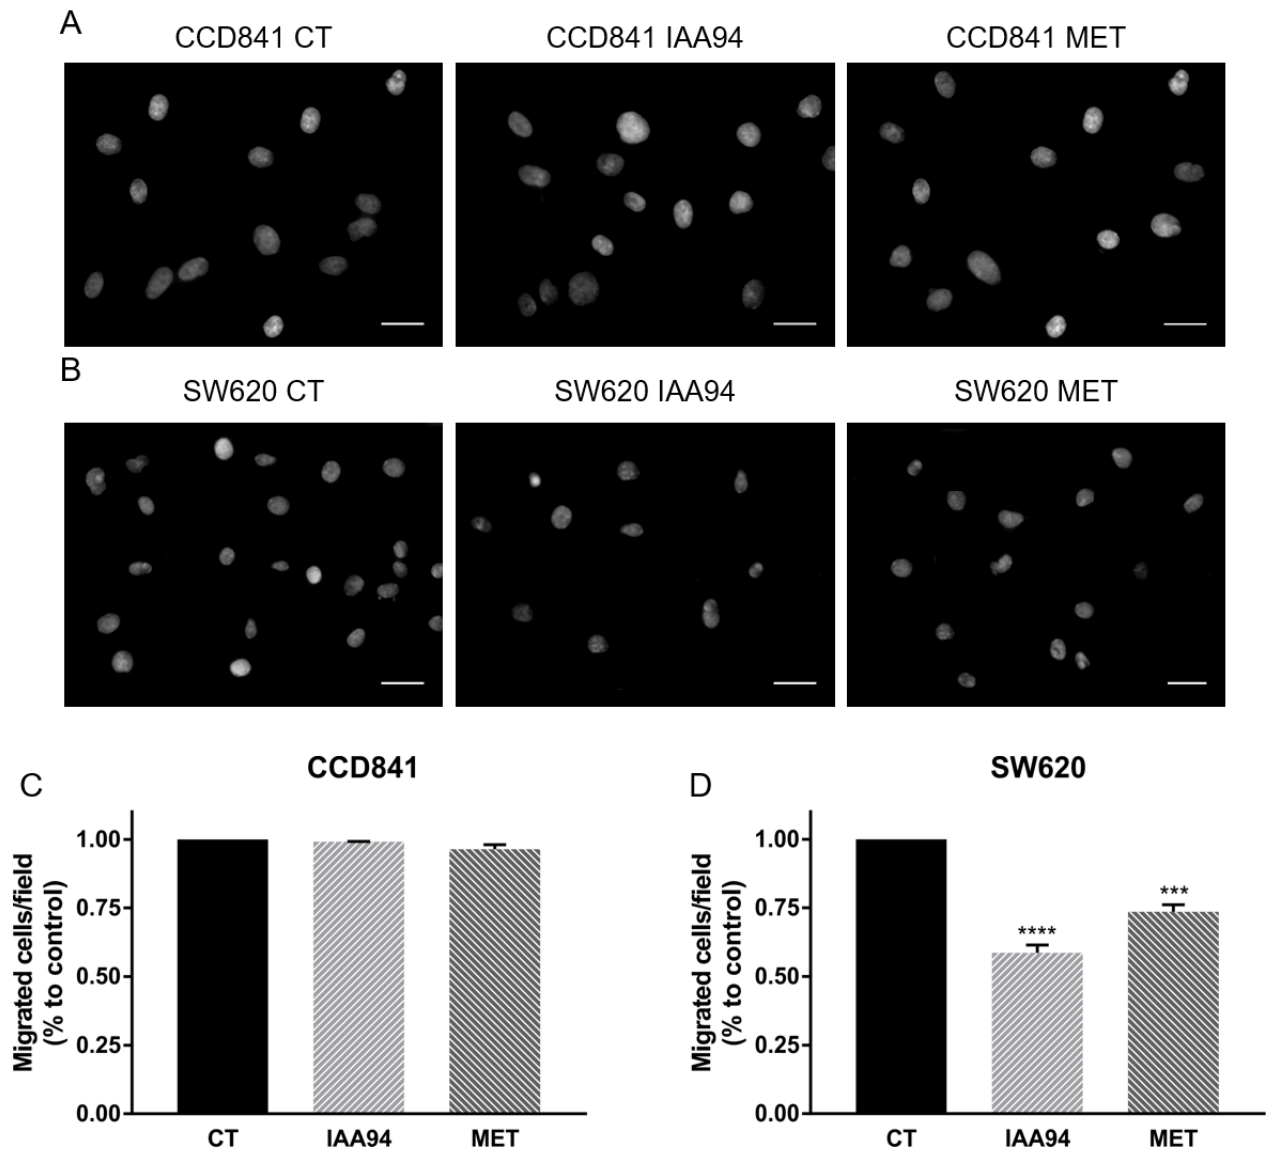 A
CCD841 CT
CCD841 IAA94
CCD841 MET
B
SW620 CT
SW620 IAA94
SW620 MET
C
CCD841
Migrated cells/field
(% to control)
1.00
0.75
0.50
0.25
0.00
CT
IAA94
MET
D
SW620
Migrated cells/field
(% to control)
1.00
0.75
0.50
0.25
0.00
****
***
CT
IAA94
MET